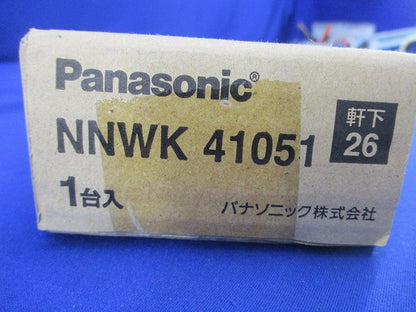 Panasonic®
NNWK 41051
軒下
26
1台入
パナソニック株式会社